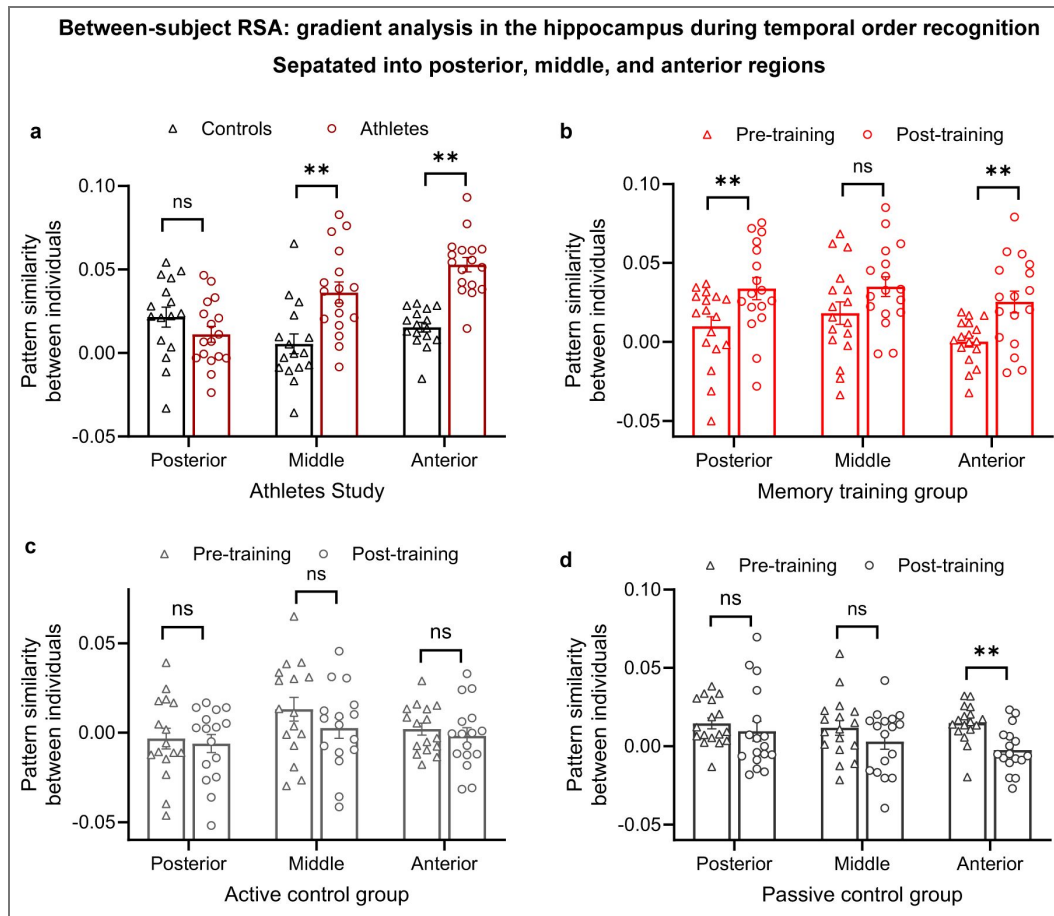 Between-subject RSA: gradient analysis in the hippocampus during temporal order recognition
Sepatated into posterior, middle, and anterior regions
a
Controls
Athletes
Pattern similarity
between individuals
0.10
0.05
0.00
-0.05
ns
**
**
Posterior
Middle
Anterior
Athletes Study
b
Pre-training
Post-training
Pattern similarity
between individuals
0.10
0.05
0.00
-0.05
**
ns
**
Posterior
Middle
Anterior
Memory training group
c
Pre-training
Post-training
Pattern similarity
between individuals
0.05
0.00
-0.05
ns
ns
ns
Posterior
Middle
Anterior
Active control group
d
Pre-training
Post-training
Pattern similarity
between individuals
0.10
0.05
0.00
-0.05
ns
ns
**
Posterior
Middle
Anterior
Passive control group